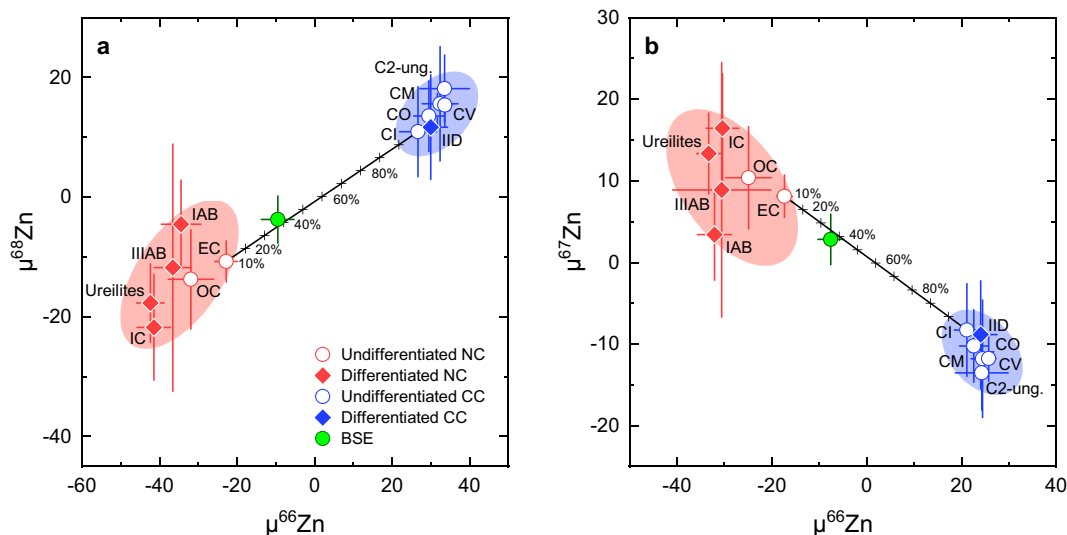 a
20
0
-20
-40
μ⁶⁸Zn
-60
-40
-20
0
20
40
μ⁶⁶Zn
C2-ung.
CM
CO
CV
CI
IID
80%
60%
40%
20%
10%
IAB
EC
IIIAB
OC
Ureilites
IC
Undifferentiated NC
Differentiated NC
Undifferentiated CC
Differentiated CC
BSE
b
30
20
10
0
-10
-20
μ⁶⁷Zn
-40
-20
0
20
40
μ⁶⁶Zn
Ureilites
IC
OC
IIIAB
EC
IAB
10%
20%
40%
60%
80%
CI
IID
CO
CM
CV
C2-ung.